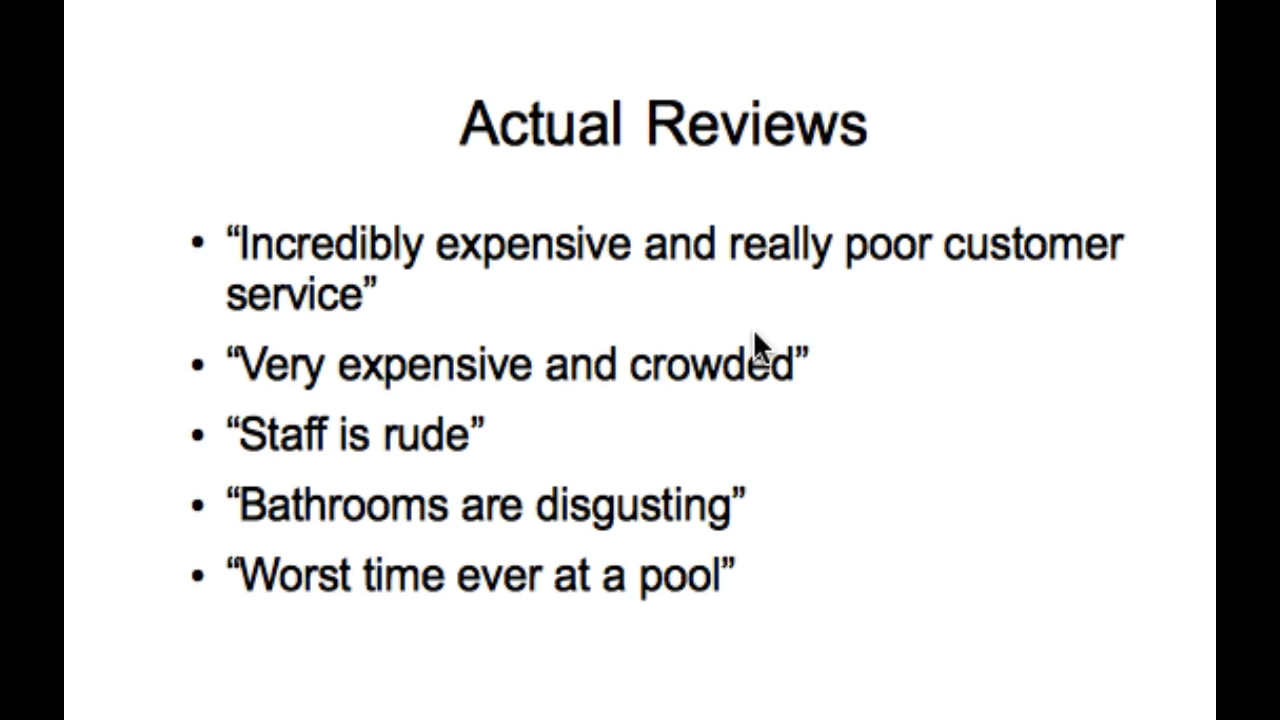 Actual Reviews
• “Incredibly expensive and really poor customer
service”
• “Very expensive and crowded”
• “Staff is rude”
• “Bathrooms are disgusting”
• “Worst time ever at a pool”